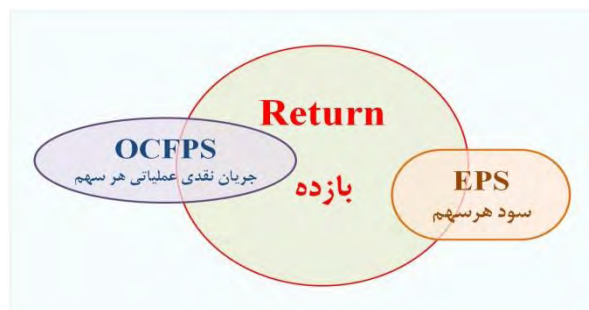 Return
بازده
OCFPS
جریان نقدی عملیاتی هر سهم
EPS
سود هرسهم